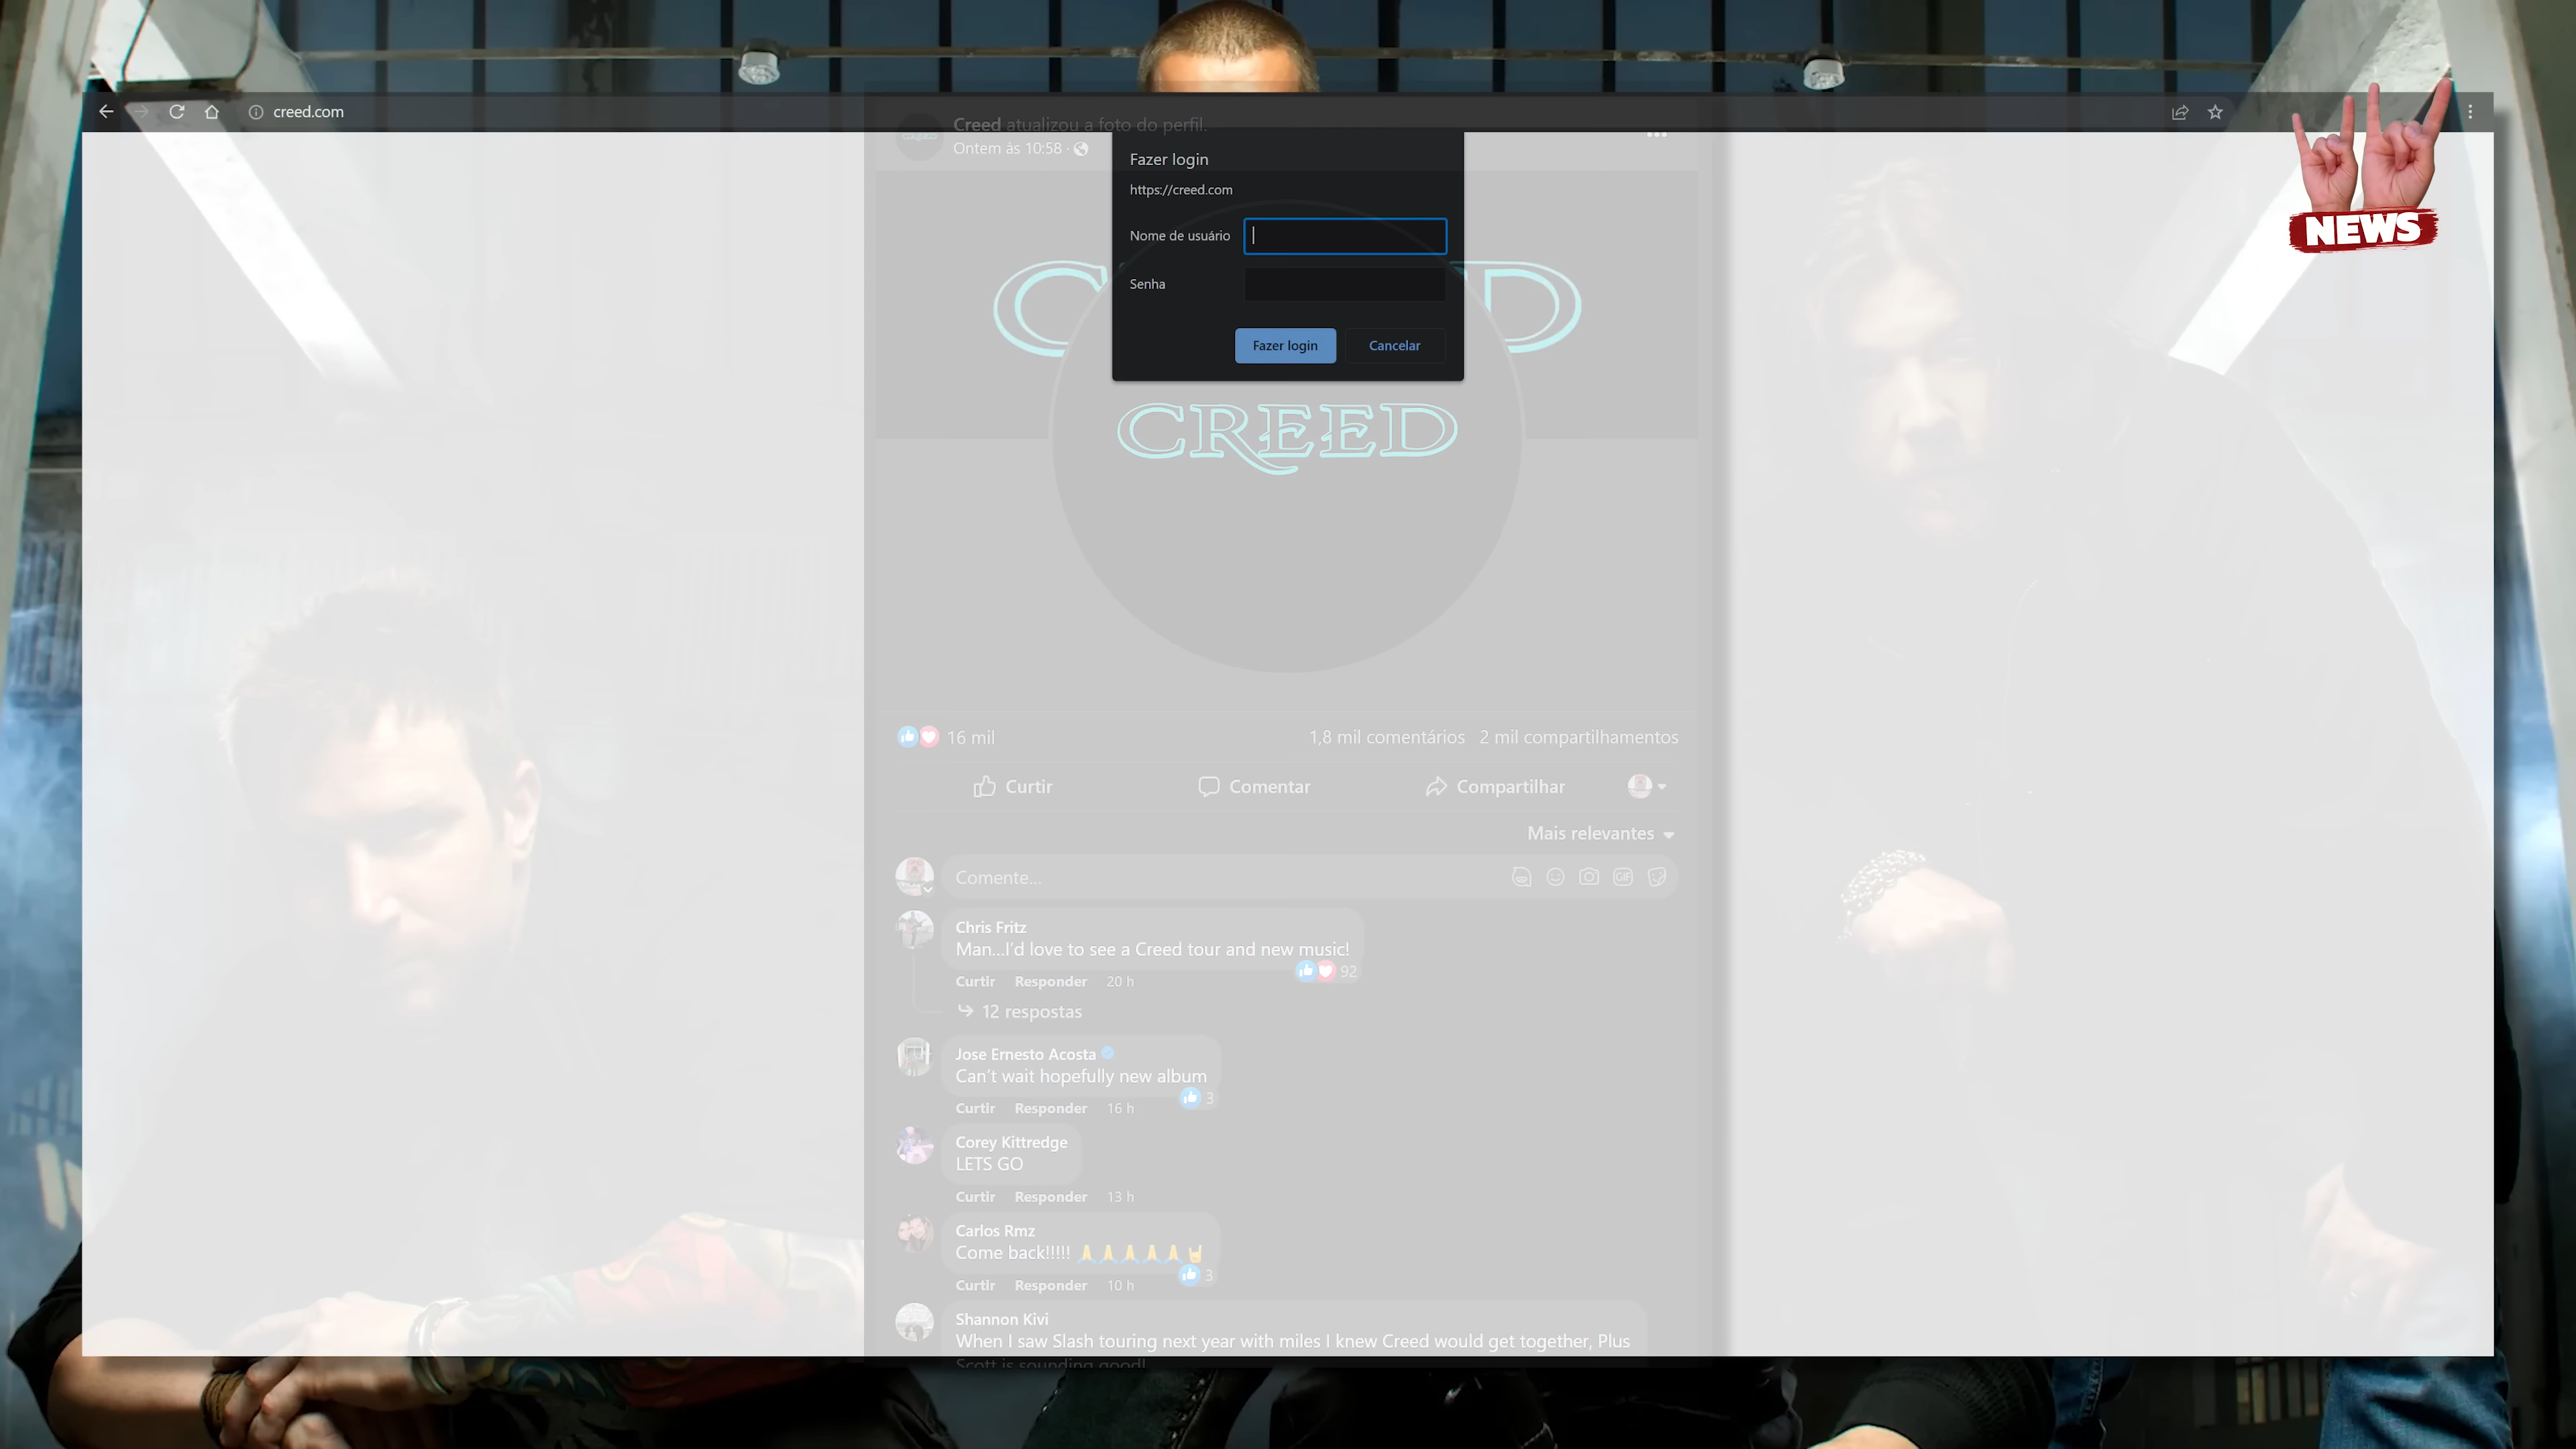 creed.com
Creed atualizou a foto do perfil.
Ontem às 10:58 ·
Fazer login
https://creed.com
Nome de usuário
Senha
Fazer login Cancelar
NEWS
C D
CREED
16 mil 1,8 mil comentários 2 mil compartilhamentos
Curtir Comentar Compartilhar
Mais relevantes
Comente... GIF
Chris Fritz
Man...I'd love to see a Creed tour and new music!
92
Curtir Responder 20 h
12 respostas
Jose Ernesto Acosta
Can't wait hopefully new album
3
Curtir Responder 16 h
Corey Kittredge
LETS GO
Curtir Responder 13 h
Carlos Rmz
Come back!!!!! 🙏🙏🙏🙏🙏🤘
3
Curtir Responder 10 h
Shannon Kivi
When I saw Slash touring next year with miles I knew Creed would get together, Plus
Scott is sounding good!